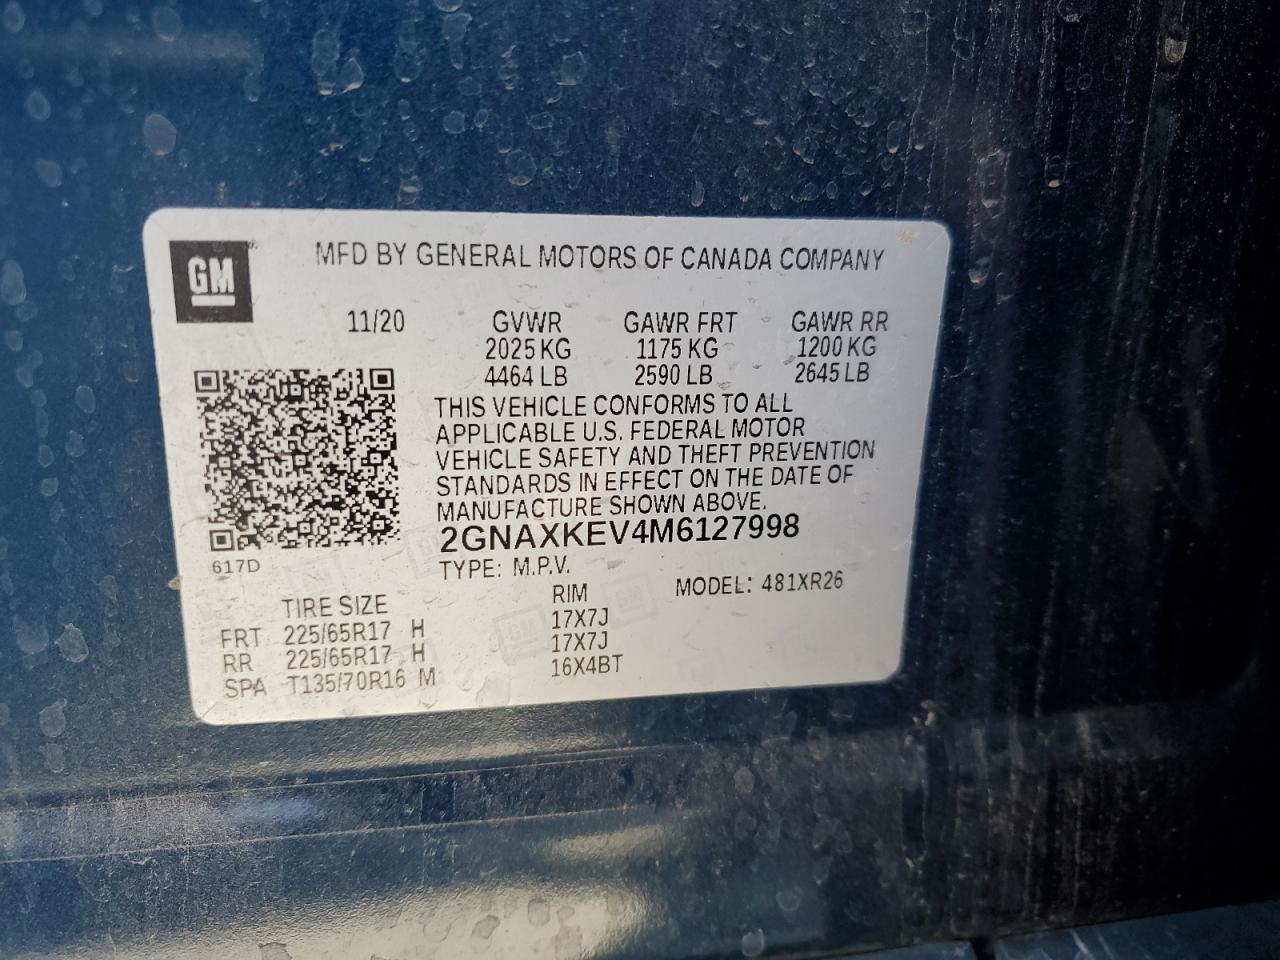 GM
MFD BY GENERAL MOTORS OF CANADA COMPANY
11/20 GVWR GAWR FRT GAWR RR
2025 KG 1175 KG 1200 KG
4464 LB 2590 LB 2645 LB
THIS VEHICLE CONFORMS TO ALL
APPLICABLE U.S. FEDERAL MOTOR
VEHICLE SAFETY AND THEFT PREVENTION
STANDARDS IN EFFECT ON THE DATE OF
MANUFACTURE SHOWN ABOVE.
2GNAXKEV4M6127998
617D
TYPE: M.P.V.
MODEL: 481XR26
TIRE SIZE RIM
FRT 225/65R17 H 17X7J
RR 225/65R17 H 17X7J
SPA T135/70R16 M 16X4BT